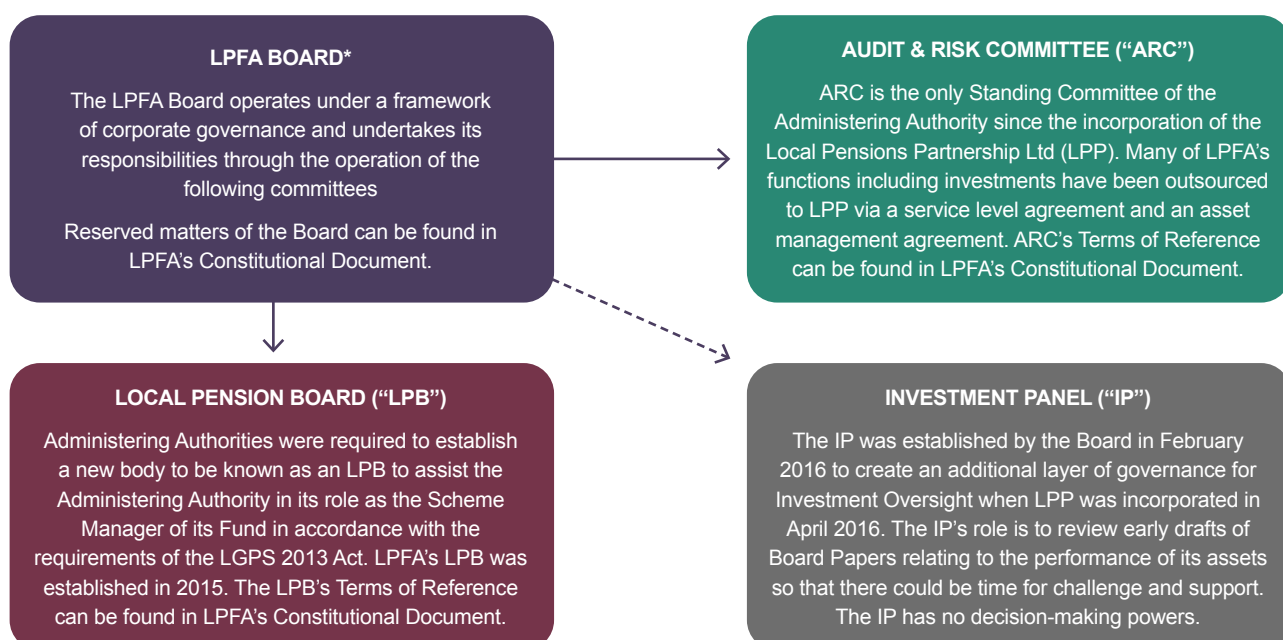 LPFA BOARD*
The LPFA Board operates under a framework
of corporate governance and undertakes its
responsibilities through the operation of the
following committees
Reserved matters of the Board can be found in
LPFA’s Constitutional Document.
AUDIT & RISK COMMITTEE (“ARC”)
ARC is the only Standing Committee of the
Administering Authority since the incorporation of the
Local Pensions Partnership Ltd (LPP). Many of LPFA’s
functions including investments have been outsourced
to LPP via a service level agreement and an asset
management agreement. ARC’s Terms of Reference
can be found in LPFA’s Constitutional Document.
LOCAL PENSION BOARD (“LPB”)
Administering Authorities were required to establish
a new body to be known as an LPB to assist the
Administering Authority in its role as the Scheme
Manager of its Fund in accordance with the
requirements of the LGPS 2013 Act. LPFA’s LPB was
established in 2015. The LPB’s Terms of Reference
can be found in LPFA’s Constitutional Document.
INVESTMENT PANEL (“IP”)
The IP was established by the Board in February
2016 to create an additional layer of governance for
Investment Oversight when LPP was incorporated in
April 2016. The IP’s role is to review early drafts of
Board Papers relating to the performance of its assets
so that there could be time for challenge and support.
The IP has no decision-making powers.